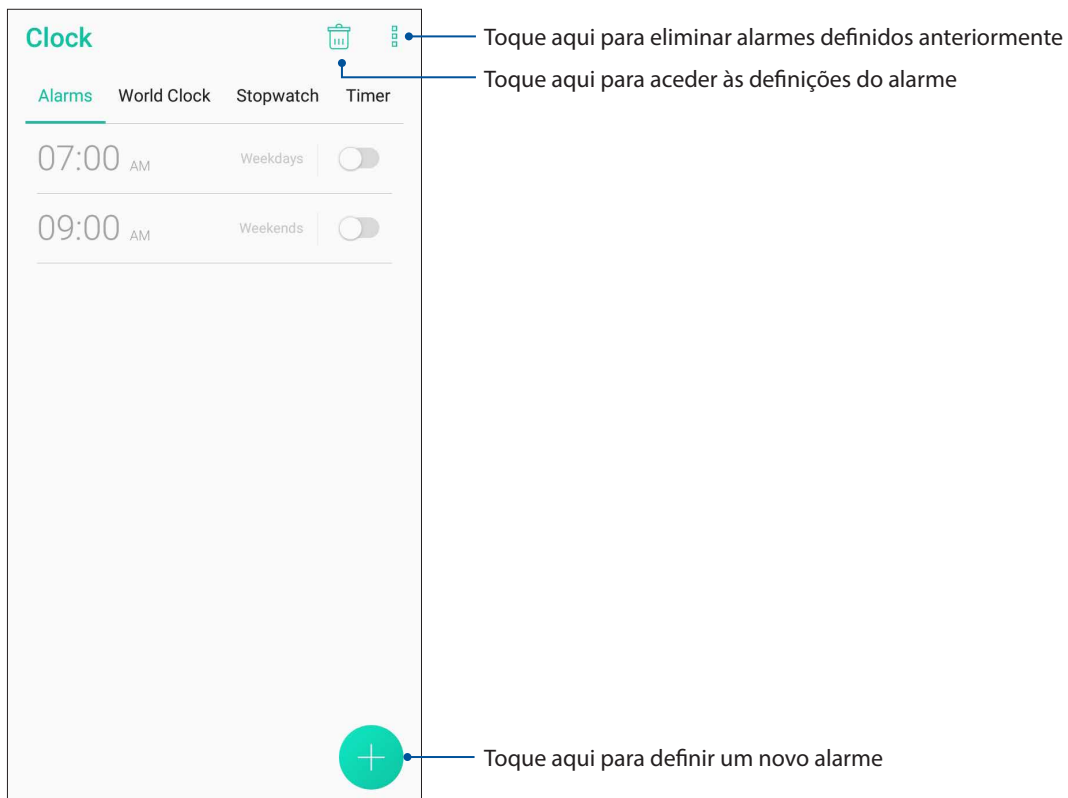 Clock
Toque aqui para eliminar alarmes definidos anteriormente
Toque aqui para aceder às definições do alarme
Alarms World Clock Stopwatch Timer
07:00 AM Weekdays
09:00 AM Weekends
Toque aqui para definir um novo alarme